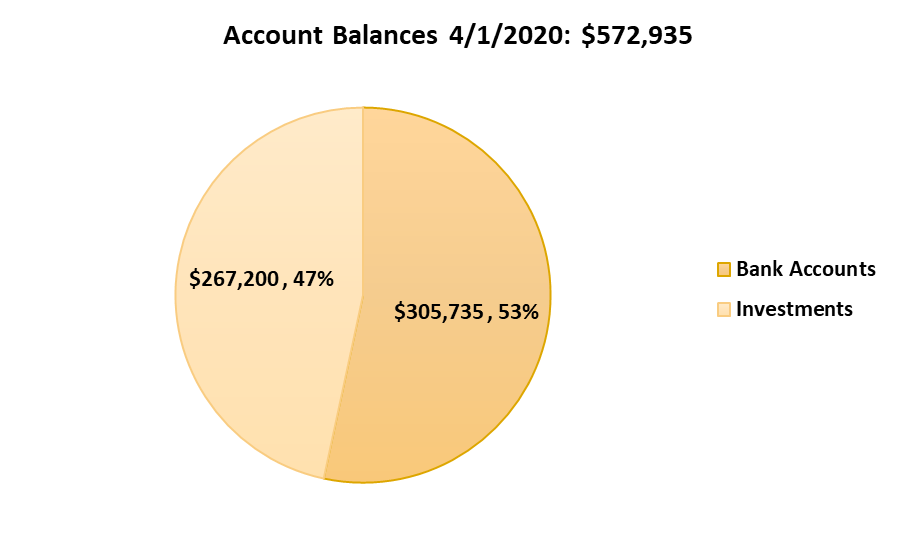 Account Balances 4/1/2020: $572,935
$267,200 , 47%
$305,735 , 53%
Bank Accounts
Investments